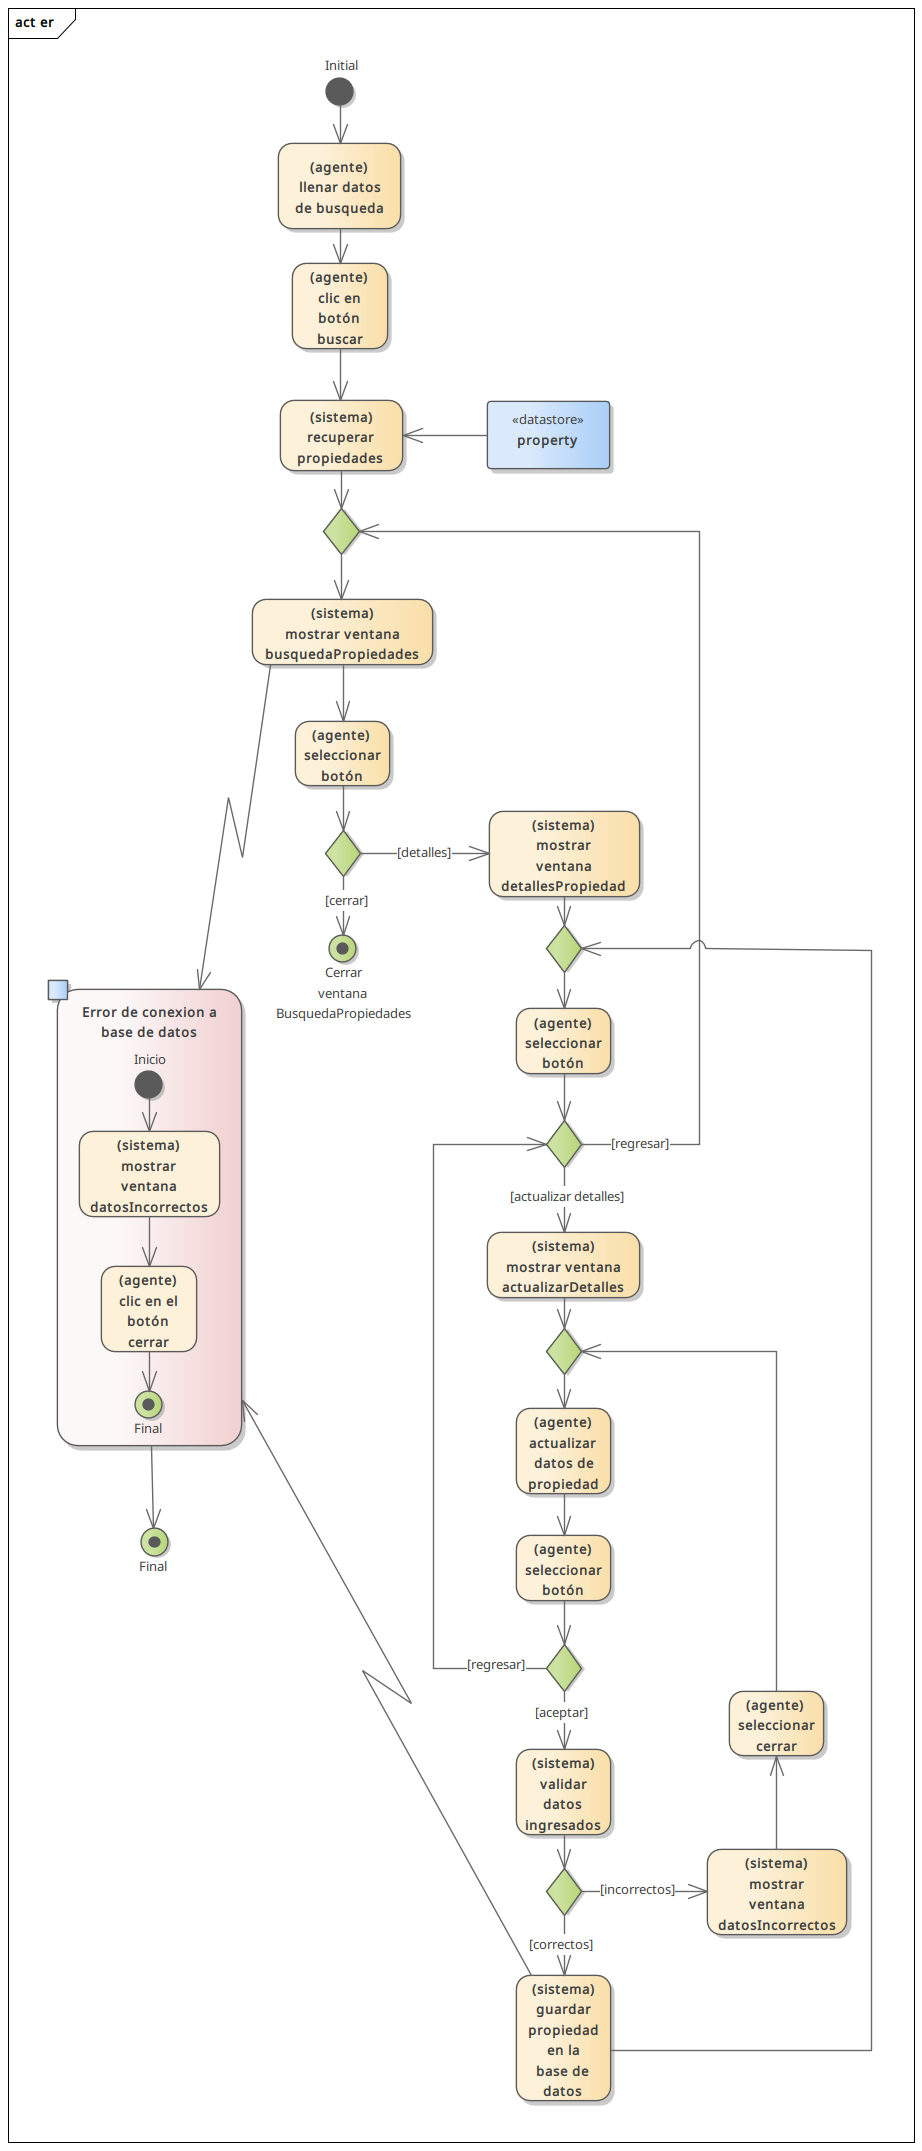 act er
Initial
(agente)
llenar datos
de busqueda
(agente)
clic en
botón
buscar
(sistema)
recuperar
propiedades
«datastore»
property
(sistema)
mostrar ventana
busquedaPropiedades
(agente)
seleccionar
botón
[detalles]
(sistema)
mostrar
ventana
detallesPropiedad
[cerrar]
Cerrar
ventana
BusquedaPropiedades
(agente)
seleccionar
botón
[regresar]
Error de conexion a
base de datos
Inicio
(sistema)
mostrar
ventana
datosIncorrectos
(agente)
clic en el
botón
cerrar
Final
Final
[actualizar detalles]
(sistema)
mostrar ventana
actualizarDetalles
(agente)
actualizar
datos de
propiedad
(agente)
seleccionar
botón
[regresar]
[aceptar]
(sistema)
validar
datos
ingresados
[incorrectos]
(sistema)
mostrar
ventana
datosIncorrectos
(agente)
seleccionar
cerrar
[correctos]
(sistema)
guardar
propiedad
en la
base de
datos